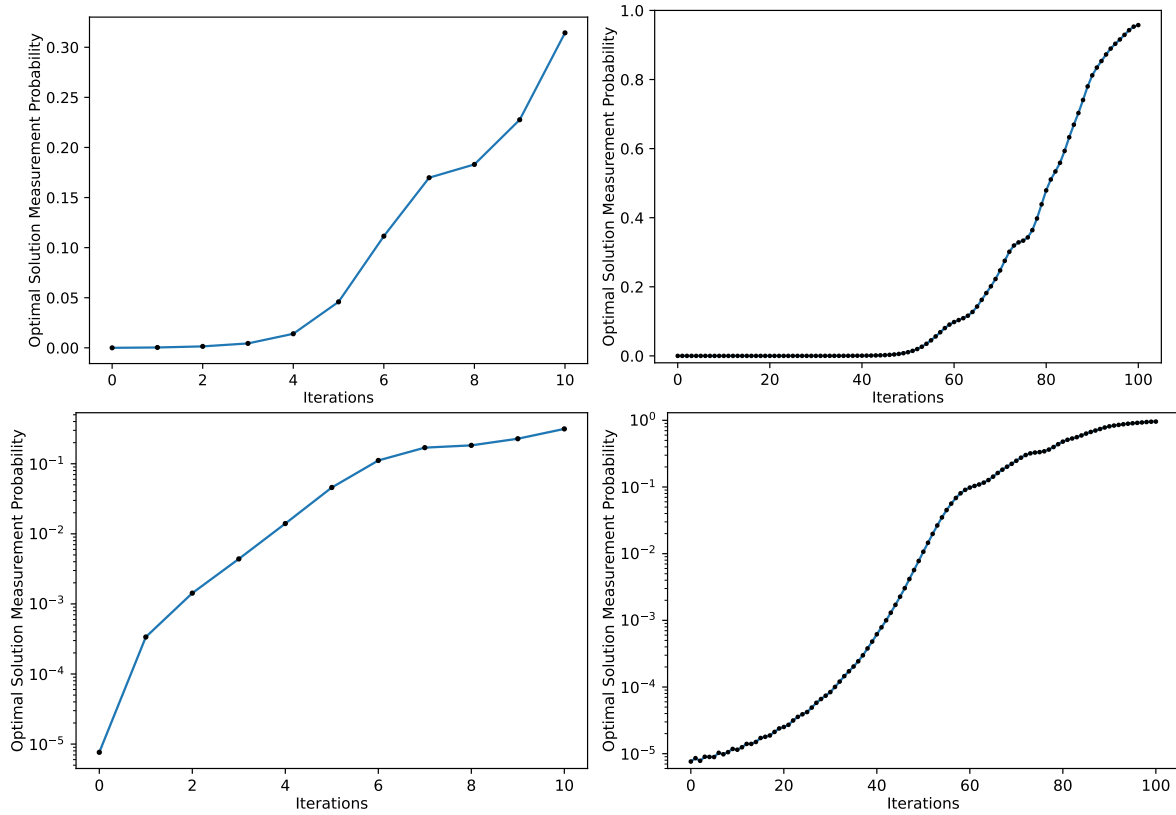 Optimal Solution Measurement Probability
0.30
0.25
0.20
0.15
0.10
0.05
0.00
0 2 4 6 8 10
Iterations
Optimal Solution Measurement Probability
1.0
0.8
0.6
0.4
0.2
0.0
0 20 40 60 80 100
Iterations
Optimal Solution Measurement Probability
10⁻¹
10⁻²
10⁻³
10⁻⁴
10⁻⁵
0 2 4 6 8 10
Iterations
Optimal Solution Measurement Probability
10⁰
10⁻¹
10⁻²
10⁻³
10⁻⁴
10⁻⁵
0 20 40 60 80 100
Iterations